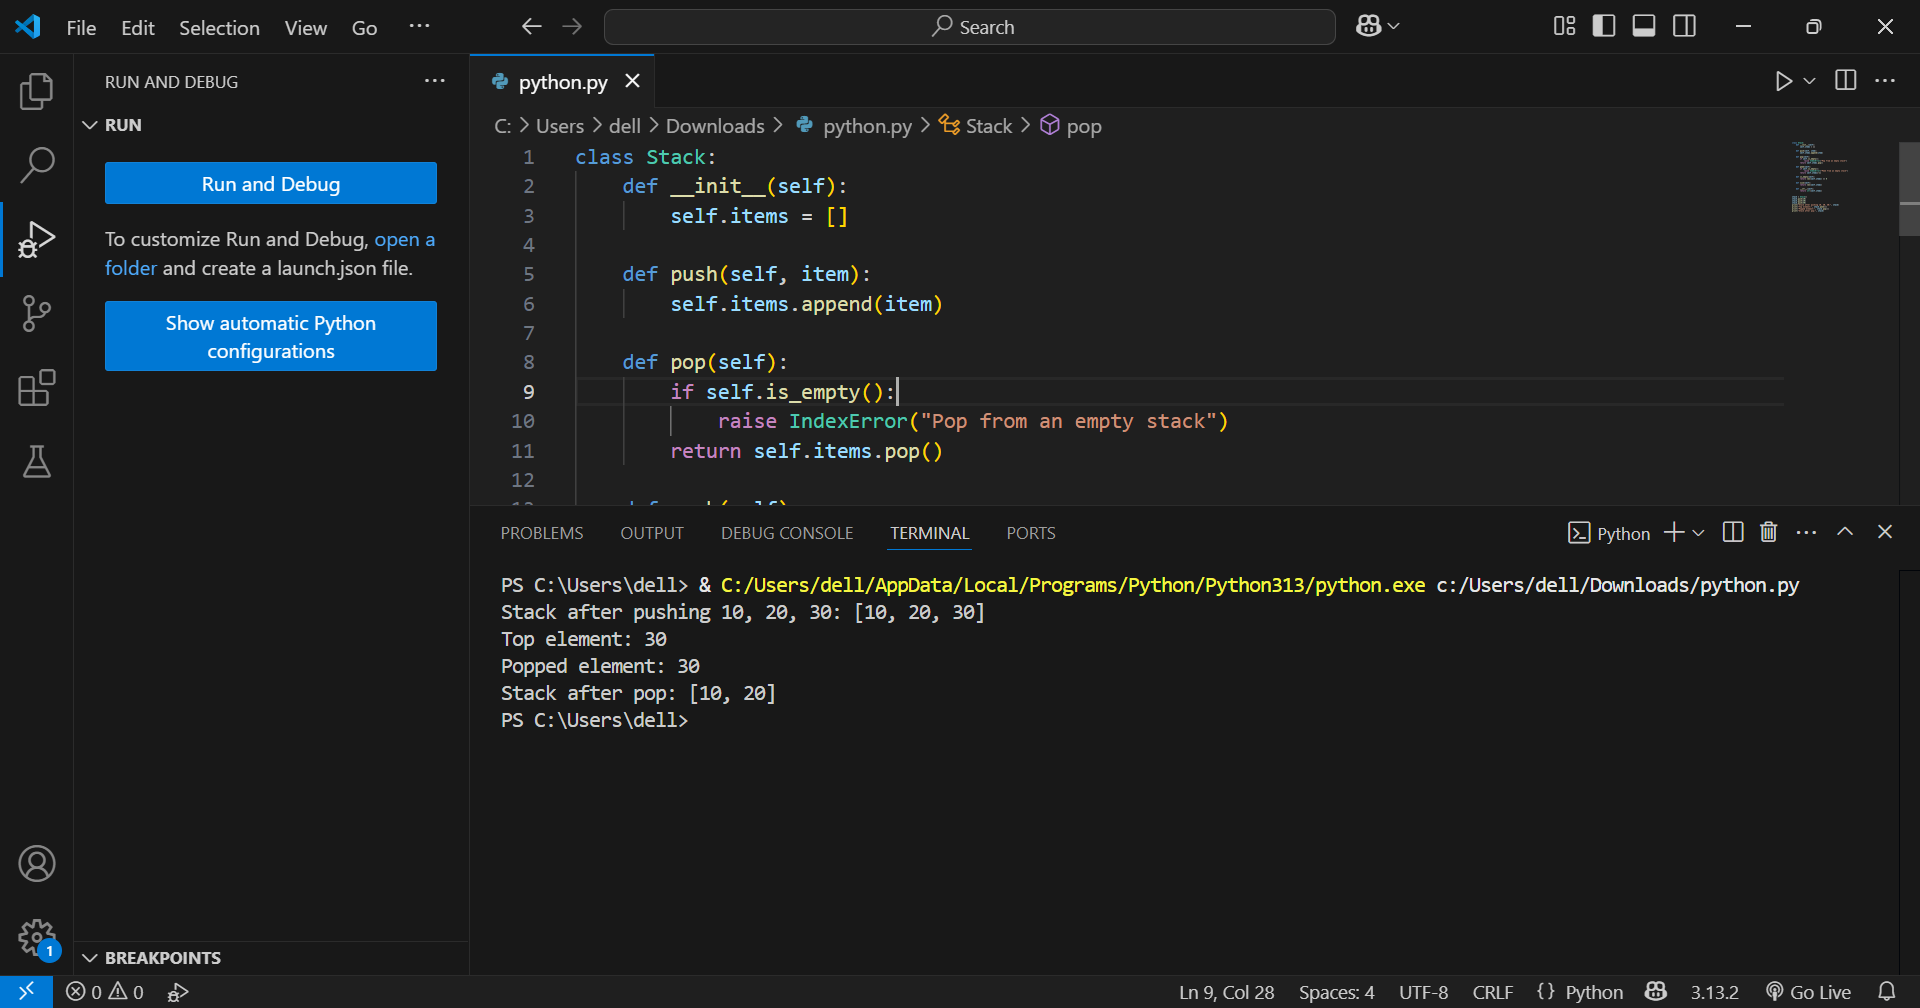 File Edit Selection View Go ···
Search
RUN AND DEBUG ···
RUN
Run and Debug
To customize Run and Debug, open a
folder and create a launch.json file.
Show automatic Python
configurations
BREAKPOINTS
python.py
C: > Users > dell > Downloads > python.py > Stack > pop
1 class Stack:
2     def __init__(self):
3         self.items = []
4
5     def push(self, item):
6         self.items.append(item)
7
8     def pop(self):
9         if self.is_empty():
10             raise IndexError("Pop from an empty stack")
11         return self.items.pop()
12
PROBLEMS OUTPUT DEBUG CONSOLE TERMINAL PORTS
Python
PS C:\Users\dell> & C:/Users/dell/AppData/Local/Programs/Python/Python313/python.exe c:/Users/dell/Downloads/python.py
Stack after pushing 10, 20, 30: [10, 20, 30]
Top element: 30
Popped element: 30
Stack after pop: [10, 20]
PS C:\Users\dell>
1
0 0
Ln 9, Col 28 Spaces: 4 UTF-8 CRLF {} Python 3.13.2 Go Live